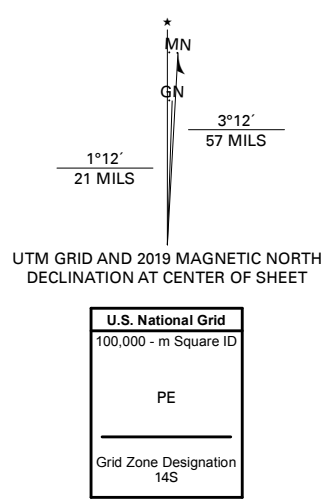 ★
MN
GN
3°12´
57 MILS
1°12´
21 MILS
UTM GRID AND 2019 MAGNETIC NORTH
DECLINATION AT CENTER OF SHEET
U.S. National Grid
100,000 - m Square ID
PE
Grid Zone Designation
14S